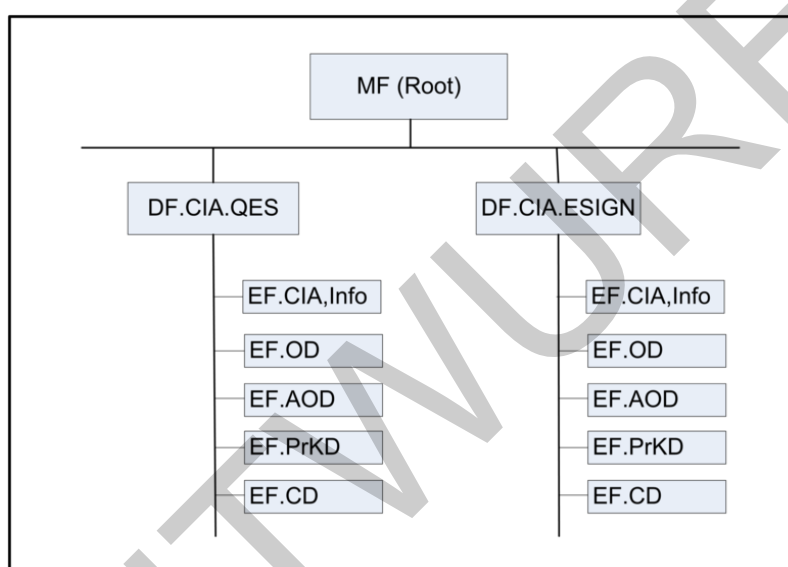 MF (Root)
DF.CIA.QES
DF.CIA.ESIGN
EF.CIA,Info
EF.OD
EF.AOD
EF.PrKD
EF.CD
EF.CIA,Info
EF.OD
EF.AOD
EF.PrKD
EF.CD